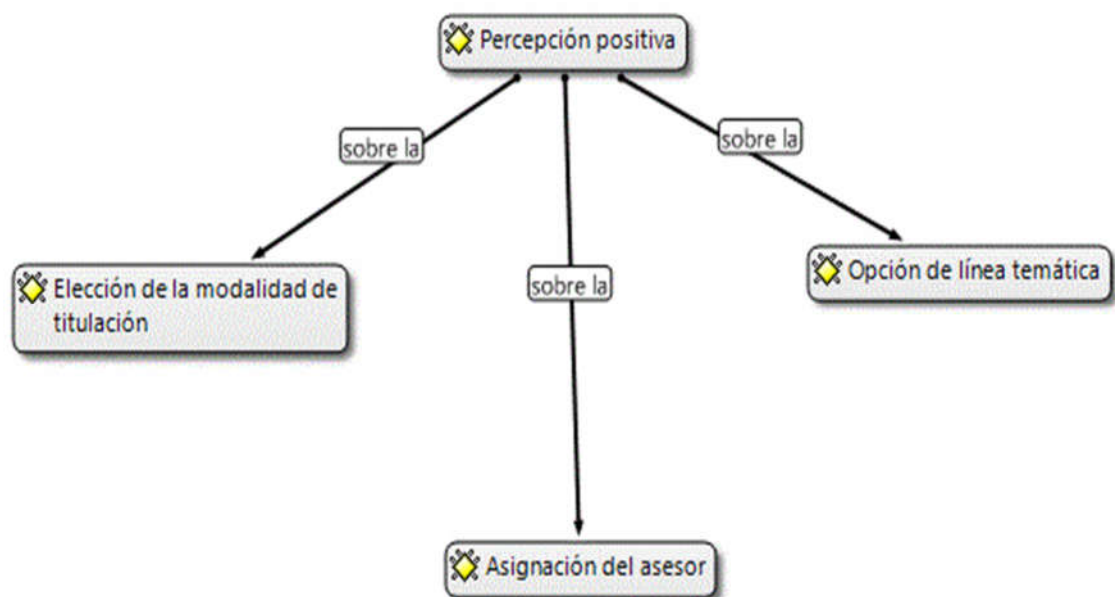 Percepción positiva
sobre la
sobre la
Elección de la modalidad de
titulación
Opción de línea temática
sobre la
Asignación del asesor